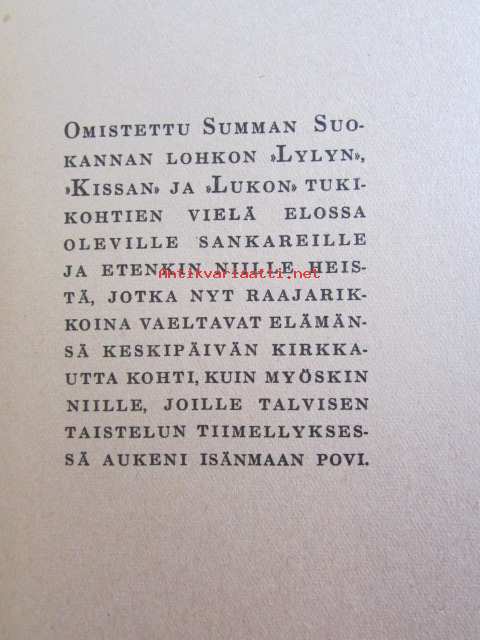 OMISTETTU SUMMAN SUO-
KANNAN LOHKON »LYLYN»,
»KISSAN» JA »LUKON» TUKI-
KOHTIEN VIELÄ ELOSSA
OLEVILLE SANKAREILLE
JA ETENKIN NIILLE HEIS-
Antikvariaatti.net
TÄ, JOTKA NYT RAAJARIK-
KOINA VAELTAVAT ELÄMÄN-
SÄ KESKIPÄIVÄN KIRKKA-
UTTA KOHTI, KUIN MYÖSKIN
NIILLE, JOILLE TALVISEN
TAISTELUN TIIMELLYKSES-
SÄ AUKENI ISÄNMAAN POVI.